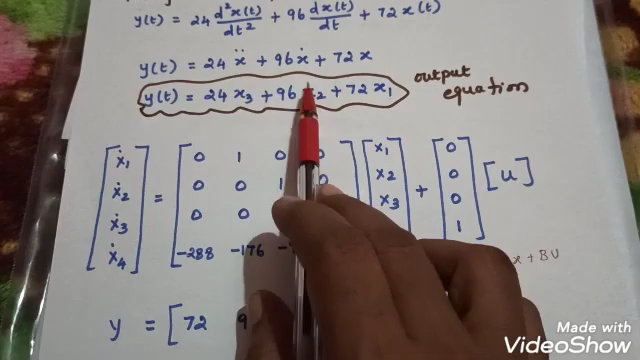 y(t) = 24 d²x(t)/dt² + 96 dx(t)/dt + 72 x(t)
y(t) = 24 ẍ + 96 ẋ + 72 x
y(t) = 24 x₃ + 96 x₂ + 72 x₁ output equation
[ẋ₁ ẋ₂ ẋ₃ ẋ₄] = [0 1 0 0
0 0 1 0
0 0
-288 -176 -] [x₁ x₂ x₃ + [0 0 0 1] [u]
x + BU
y = [72 9
Made with
VideoShow